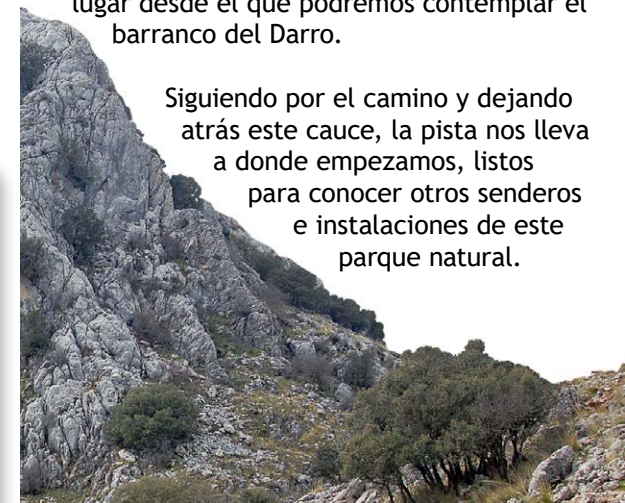 lugar desde el que podremos contemplar el
barranco del Darro.
Siguiendo por el camino y dejando
atrás este cauce, la pista nos lleva
a donde empezamos, listos
para conocer otros senderos
e instalaciones de este
parque natural.